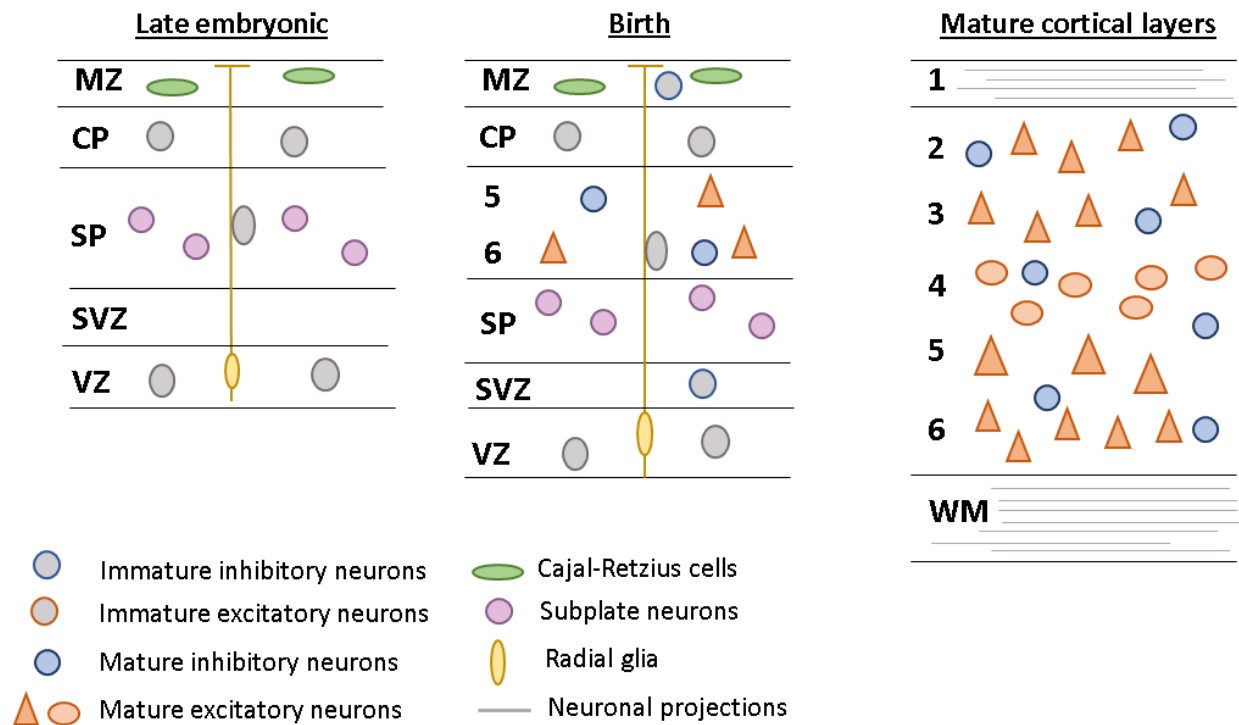 Late embryonic
MZ
CP
SP
SVZ
VZ
Birth
MZ
CP
5
6
SP
SVZ
VZ
Mature cortical layers
1
2
3
4
5
6
WM
Immature inhibitory neurons
Immature excitatory neurons
Mature inhibitory neurons
Mature excitatory neurons
Cajal-Retzius cells
Subplate neurons
Radial glia
Neuronal projections